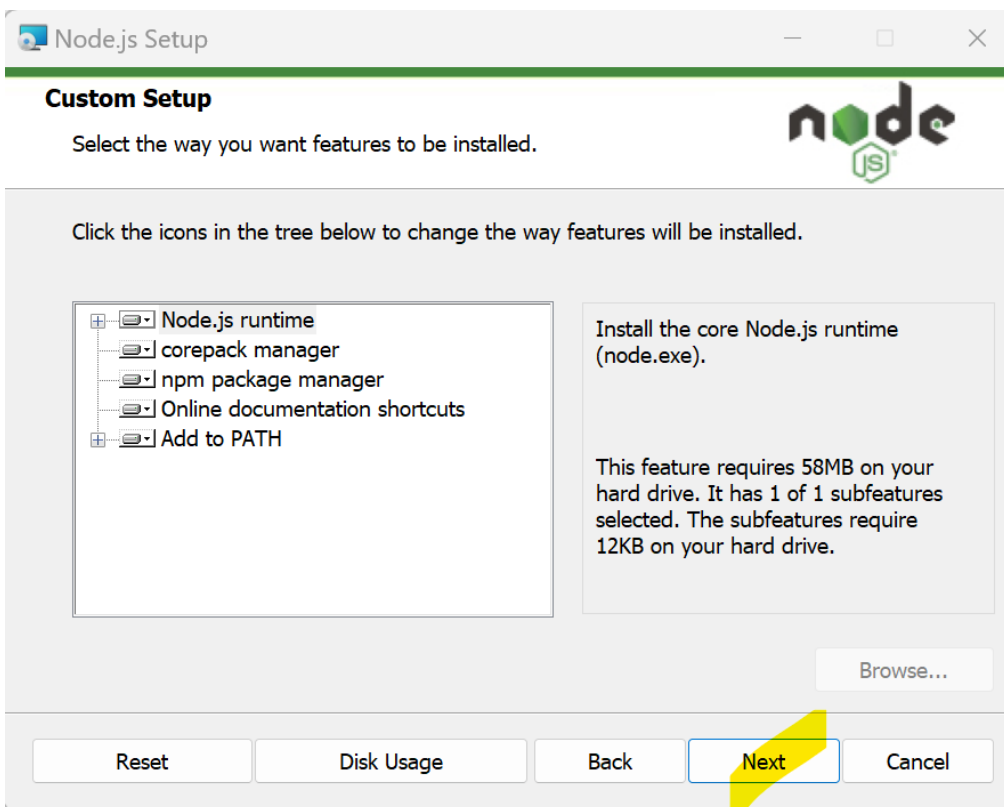 Node.js Setup
Custom Setup
Select the way you want features to be installed.
node
JS
Click the icons in the tree below to change the way features will be installed.
Node.js runtime
corepack manager
npm package manager
Online documentation shortcuts
Add to PATH
Install the core Node.js runtime
(node.exe).
This feature requires 58MB on your
hard drive. It has 1 of 1 subfeatures
selected. The subfeatures require
12KB on your hard drive.
Browse...
Reset Disk Usage Back Next Cancel